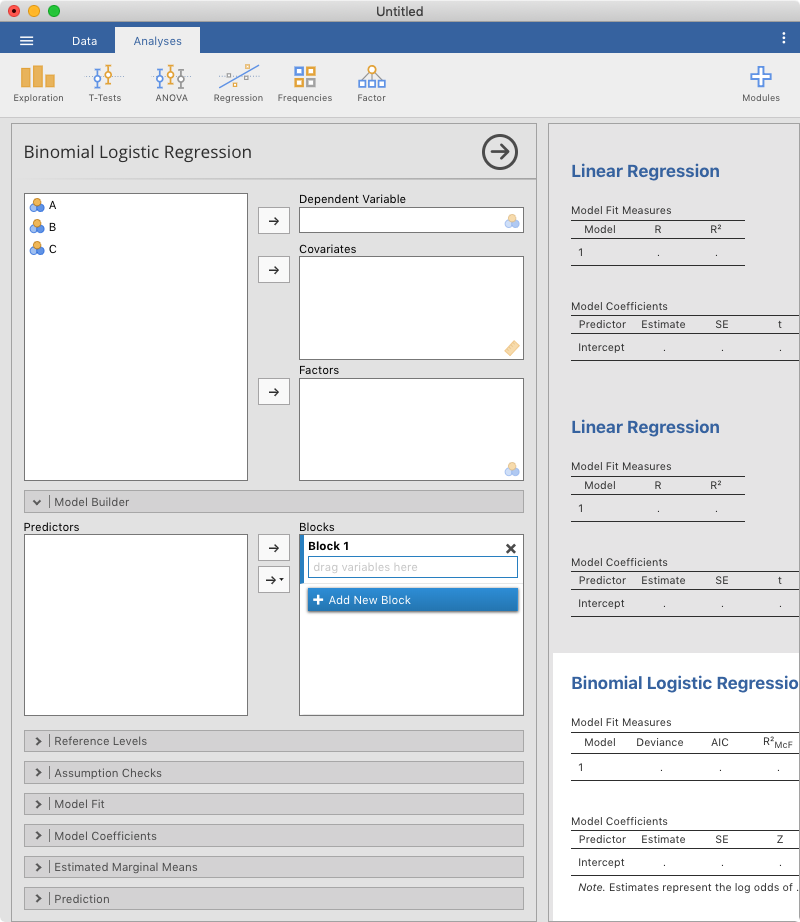 Untitled
Data
Analyses
Exploration
T-Tests
ANOVA
Regression
Frequencies
Factor
Modules
Binomial Logistic Regression
A
B
C
Dependent Variable
Covariates
Factors
Model Builder
Predictors
Blocks
Block 1
drag variables here
Add New Block
Reference Levels
Assumption Checks
Model Fit
Model Coefficients
Estimated Marginal Means
Prediction
Linear Regression
Model Fit Measures
Model R R²
1 . .
Model Coefficients
Predictor Estimate SE t
Intercept . . .
Linear Regression
Model Fit Measures
Model R R²
1 . .
Model Coefficients
Predictor Estimate SE t
Intercept . . .
Binomial Logistic Regressio
Model Fit Measures
Model Deviance AIC R²McF
1 . . .
Model Coefficients
Predictor Estimate SE Z
Intercept . . .
Note. Estimates represent the log odds of .